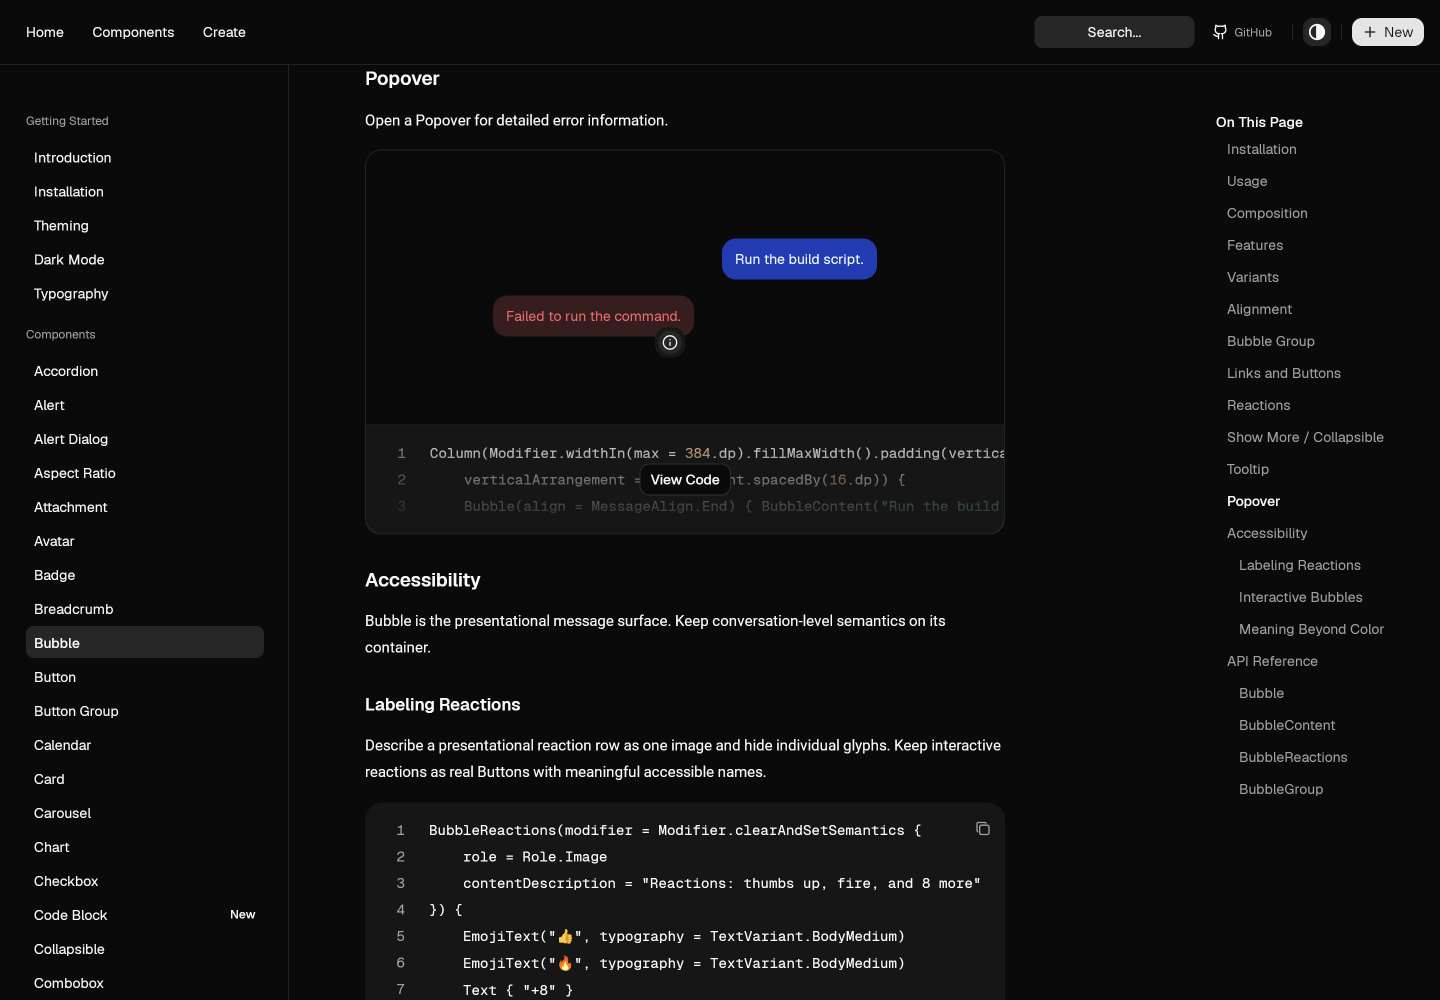 Home Components Create Search... GitHub New
Getting Started
Introduction
Installation
Theming
Dark Mode
Typography
Components
Accordion
Alert
Alert Dialog
Aspect Ratio
Attachment
Avatar
Badge
Breadcrumb
Bubble
Button
Button Group
Calendar
Card
Carousel
Chart
Checkbox
Code Block New
Collapsible
Combobox
Popover
Open a Popover for detailed error information.
Run the build script.
Failed to run the command.
1 Column(Modifier.widthIn(max = 384.dp).fillMaxWidth().padding(vertica
2 verticalArrangement = nt.spacedBy(16.dp)) {
View Code
3 Bubble(align = MessageAlign.End) { BubbleContent("Run the build
Accessibility
Bubble is the presentational message surface. Keep conversation-level semantics on its
container.
Labeling Reactions
Describe a presentational reaction row as one image and hide individual glyphs. Keep interactive
reactions as real Buttons with meaningful accessible names.
1 BubbleReactions(modifier = Modifier.clearAndSetSemantics {
2 role = Role.Image
3 contentDescription = "Reactions: thumbs up, fire, and 8 more"
4 }) {
5 EmojiText("👍", typography = TextVariant.BodyMedium)
6 EmojiText("🔥", typography = TextVariant.BodyMedium)
7 Text { "+8" }
On This Page
Installation
Usage
Composition
Features
Variants
Alignment
Bubble Group
Links and Buttons
Reactions
Show More / Collapsible
Tooltip
Popover
Accessibility
Labeling Reactions
Interactive Bubbles
Meaning Beyond Color
API Reference
Bubble
BubbleContent
BubbleReactions
BubbleGroup